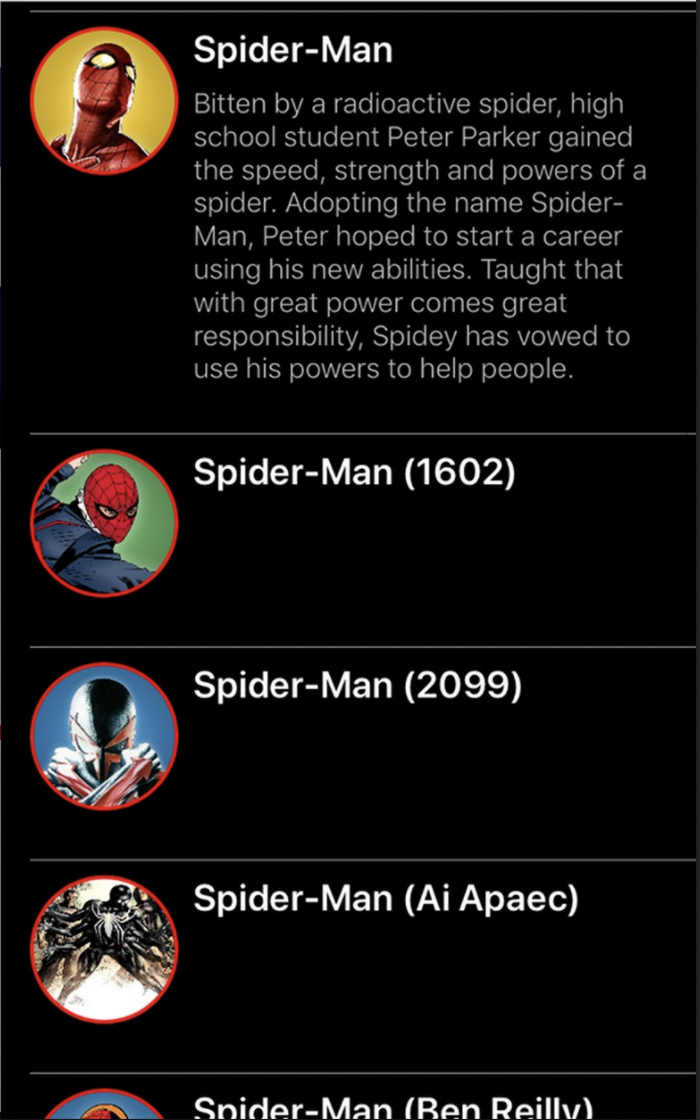 Spider-Man
Bitten by a radioactive spider, high
school student Peter Parker gained
the speed, strength and powers of a
spider. Adopting the name Spider-
Man, Peter hoped to start a career
using his new abilities. Taught that
with great power comes great
responsibility, Spidey has vowed to
use his powers to help people.
Spider-Man (1602)
Spider-Man (2099)
Spider-Man (Ai Apaec)
Spider-Man (Ben Reilly)